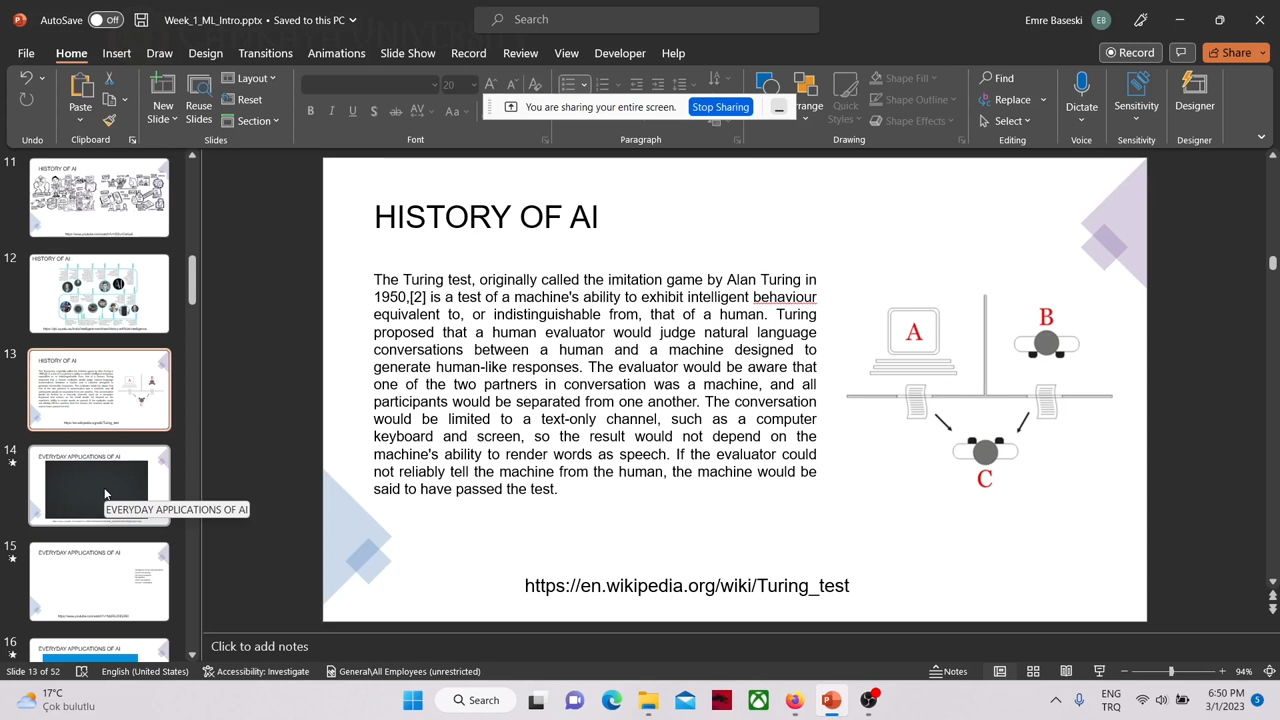 AutoSave Off Week_1_ML_Intro.pptx • Saved to this PC Search Emre Baseski EB
File Home Insert Draw Design Transitions Animations Slide Show Record Review View Developer Help Record Share
Paste New Slide Reuse Slides Layout Reset Section 20 You are sharing your entire screen. Stop Sharing Quick Styles Shape Fill Shape Outline Shape Effects Find Replace Select Dictate Sensitivity Designer
Undo Clipboard Slides Font Paragraph Drawing Editing Voice Sensitivity Designer
11
HISTORY OF AI
12
HISTORY OF AI
13
HISTORY OF AI
14
EVERYDAY APPLICATIONS OF AI
EVERYDAY APPLICATIONS OF AI
15
EVERYDAY APPLICATIONS OF AI
16
EVERYDAY APPLICATIONS OF AI
HISTORY OF AI
The Turing test, originally called the imitation game by Alan Turing in
1950,[2] is a test of a machine's ability to exhibit intelligent behaviour
equivalent to, or indistinguishable from, that of a human. Turing
proposed that a human evaluator would judge natural language
conversations between a human and a machine designed to
generate human-like responses. The evaluator would be aware that
one of the two partners in conversation was a machine, and all
participants would be separated from one another. The conversation
would be limited to a text-only channel, such as a computer
keyboard and screen, so the result would not depend on the
machine's ability to render words as speech. If the evaluator could
not reliably tell the machine from the human, the machine would be
said to have passed the test.
A
B
C
https://en.wikipedia.org/wiki/Turing_test
Click to add notes
Slide 13 of 52 English (United States) Accessibility: Investigate General\All Employees (unrestricted) Notes 94%
17°C
Çok bulutlu
Search
ENG
TRQ
6:50 PM
3/1/2023
5